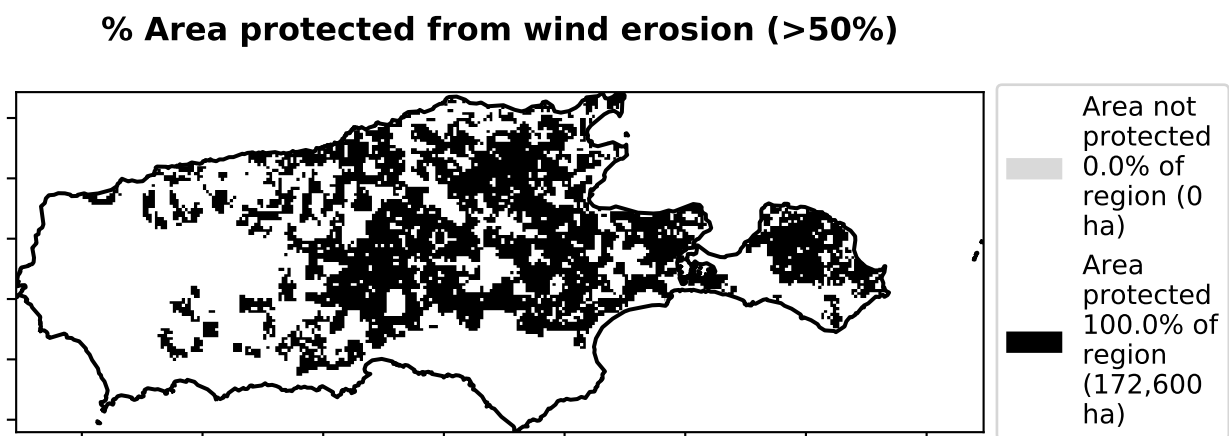 % Area protected from wind erosion (>50%)
Area not
protected
0.0% of
region (0
ha)
Area
protected
100.0% of
region
(172,600
ha)